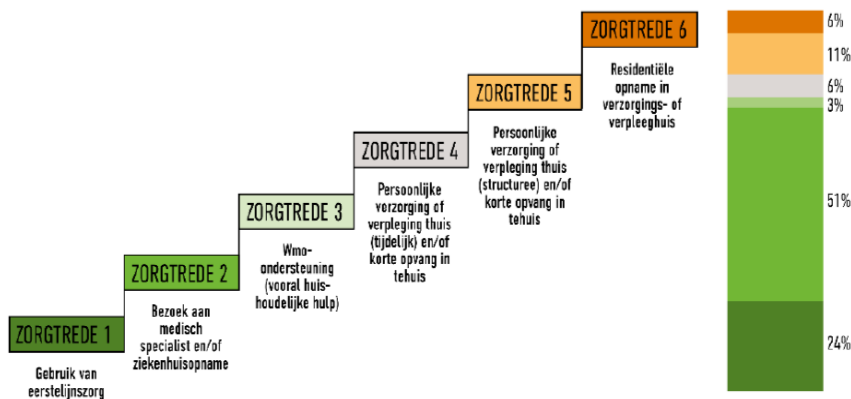 ZORGTREDE 1
Gebruik van
eerstelijnszorg
ZORGTREDE 2
Bezoek aan
medisch
specialist en/of
ziekenhuisopname
ZORGTREDE 3
Wmo-
ondersteuning
(vooral huis-
houdelijke hulp)
ZORGTREDE 4
Persoonlijke
verzorging of
verpleging thuis
(tijdelijk) en/of
korte opvang in
tehuis
ZORGTREDE 5
Persoonlijke
verzorging of
verpleging thuis
(structuree) en/of
korte opvang in
tehuis
ZORGTREDE 6
Residentiële
opname in
verzorgings- of
verpleeghuis
6%
11%
6%
3%
51%
24%